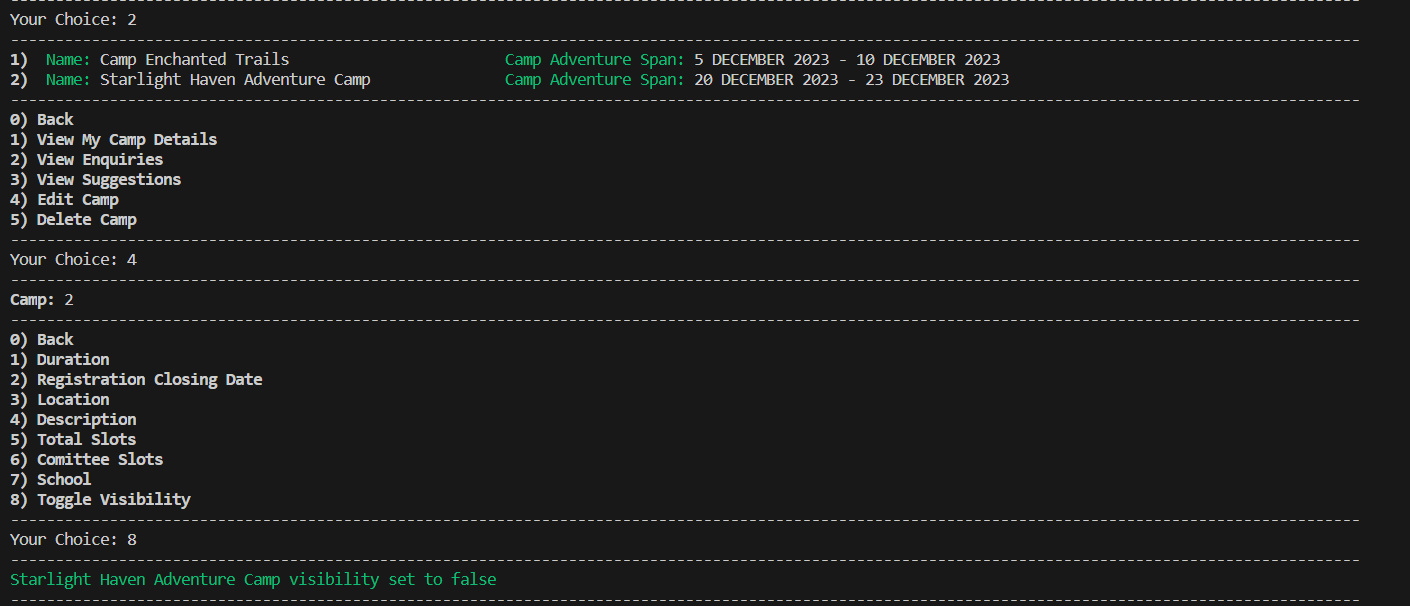 Your Choice: 2
--------------------------------------------------------------------------------------------------------------------------------------------------------
1)  Name: Camp Enchanted Trails                        Camp Adventure Span: 5 DECEMBER 2023 - 10 DECEMBER 2023
2)  Name: Starlight Haven Adventure Camp               Camp Adventure Span: 20 DECEMBER 2023 - 23 DECEMBER 2023
--------------------------------------------------------------------------------------------------------------------------------------------------------
0) Back
1) View My Camp Details
2) View Enquiries
3) View Suggestions
4) Edit Camp
5) Delete Camp
--------------------------------------------------------------------------------------------------------------------------------------------------------
Your Choice: 4
--------------------------------------------------------------------------------------------------------------------------------------------------------
Camp: 2
--------------------------------------------------------------------------------------------------------------------------------------------------------
0) Back
1) Duration
2) Registration Closing Date
3) Location
4) Description
5) Total Slots
6) Comittee Slots
7) School
8) Toggle Visibility
--------------------------------------------------------------------------------------------------------------------------------------------------------
Your Choice: 8
--------------------------------------------------------------------------------------------------------------------------------------------------------
Starlight Haven Adventure Camp visibility set to false
--------------------------------------------------------------------------------------------------------------------------------------------------------